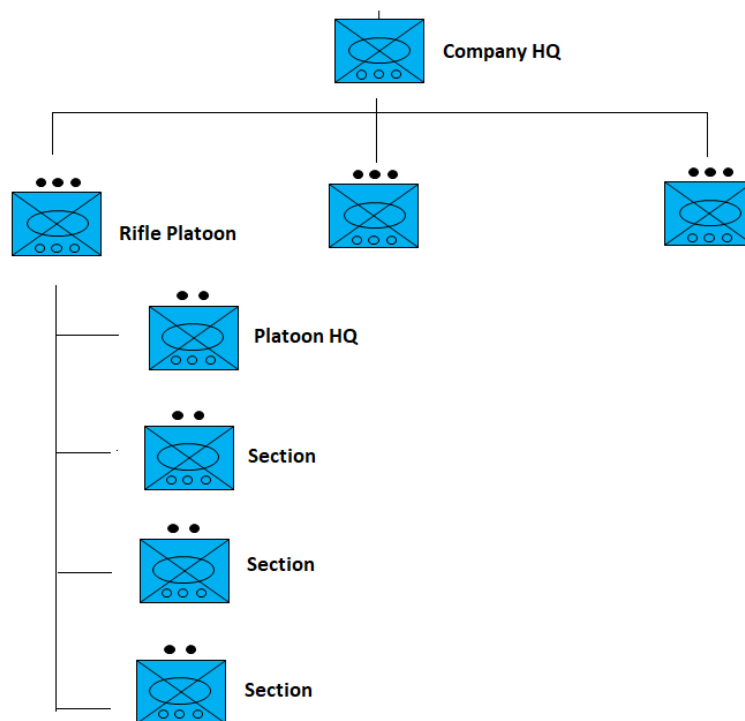 Company HQ
Rifle Platoon
Platoon HQ
Section
Section
Section